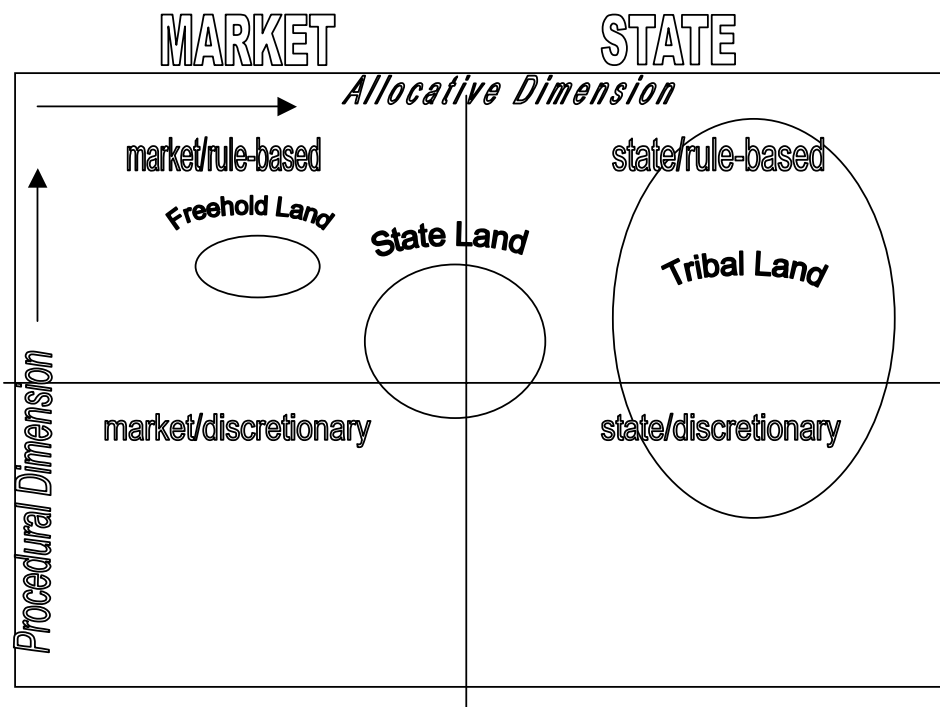 MARKET STATE
Allocative Dimension
market/rule-based state/rule-based
Freehold Land
State Land
Tribal Land
Procedural Dimension
market/discretionary state/discretionary